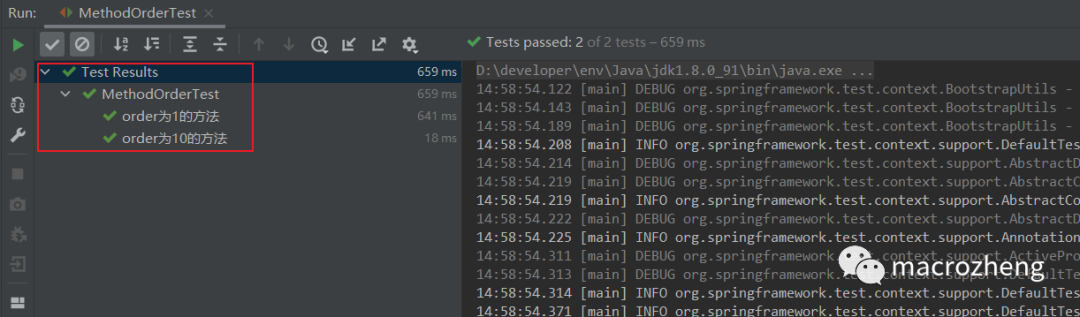 Run: MethodOrderTest ×
Tests passed: 2 of 2 tests – 659 ms
Test Results 659 ms
MethodOrderTest 659 ms
order为1的方法 641 ms
order为10的方法 18 ms
D:\developer\env\Java\jdk1.8.0_91\bin\java.exe ...
14:58:54.122 [main] DEBUG org.springframework.test.context.BootstrapUtils -
14:58:54.143 [main] DEBUG org.springframework.test.context.BootstrapUtils -
14:58:54.189 [main] DEBUG org.springframework.test.context.BootstrapUtils -
14:58:54.208 [main] INFO org.springframework.test.context.support.DefaultTes
14:58:54.214 [main] DEBUG org.springframework.test.context.support.AbstractD
14:58:54.219 [main] DEBUG org.springframework.test.context.support.AbstractC
14:58:54.219 [main] INFO org.springframework.test.context.support.AbstractCo
14:58:54.222 [main] DEBUG org.springframework.test.context.support.AbstractD
14:58:54.225 [main] INFO org.springframework.test.context.support.Annotation
14:58:54.311 [main] DEBUG org.springframework.test.context.support.ActivePro
14:58:54.313 [main] DEBUG org.springframework.test.context.support.DefaultTe
14:58:54.314 [main] INFO org.springframework.test.context.support.DefaultTes
14:58:54.371 [main] DEBUG org.springframework.test.context.support.AbstractD
macrozheng